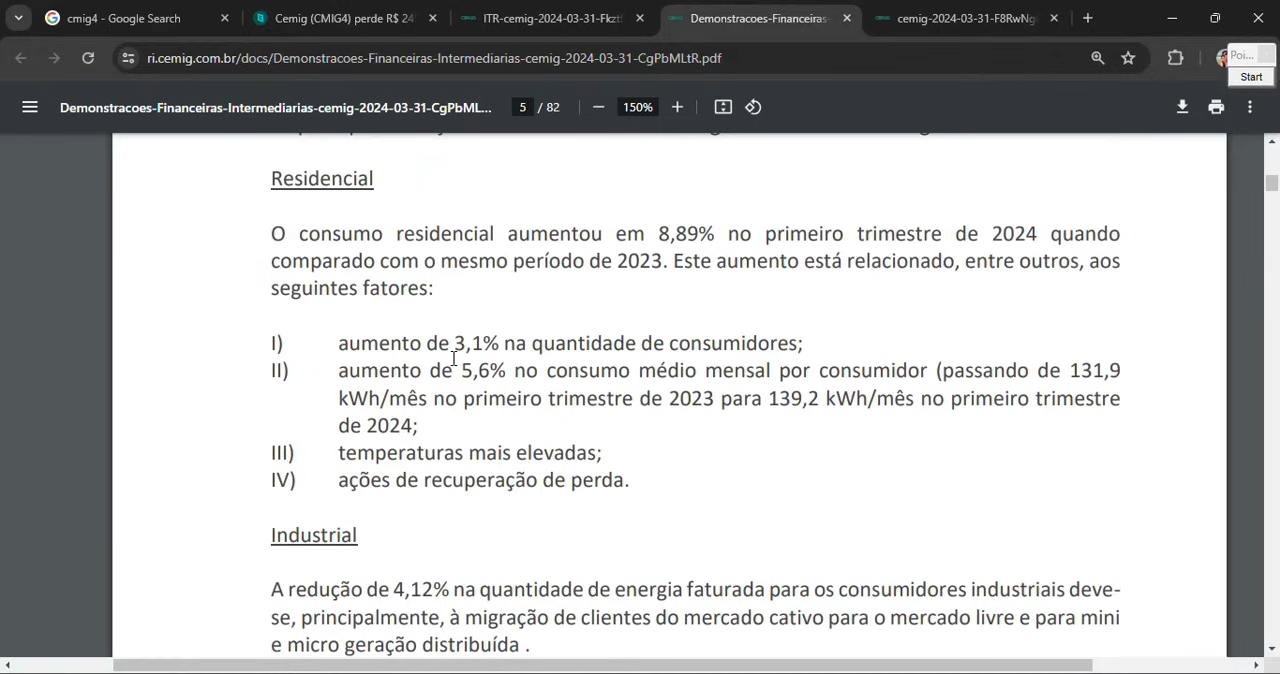 cmig4 - Google Search
Cemig (CMIG4) perde R$ 24
ITR-cemig-2024-03-31-Fkzt
Demonstracoes-Financeiras-
cemig-2024-03-31-F8RwNg
ri.cemig.com.br/docs/Demonstracoes-Financeiras-Intermediarias-cemig-2024-03-31-CgPbMLtR.pdf
Poi...
Start
Demonstracoes-Financeiras-Intermediarias-cemig-2024-03-31-CgPbML...
5 / 82
150%
Residencial
O consumo residencial aumentou em 8,89% no primeiro trimestre de 2024 quando
comparado com o mesmo período de 2023. Este aumento está relacionado, entre outros, aos
seguintes fatores:
I) aumento de 3,1% na quantidade de consumidores;
II) aumento de 5,6% no consumo médio mensal por consumidor (passando de 131,9
kWh/mês no primeiro trimestre de 2023 para 139,2 kWh/mês no primeiro trimestre
de 2024;
III) temperaturas mais elevadas;
IV) ações de recuperação de perda.
Industrial
A redução de 4,12% na quantidade de energia faturada para os consumidores industriais deve-
se, principalmente, à migração de clientes do mercado cativo para o mercado livre e para mini
e micro geração distribuída .